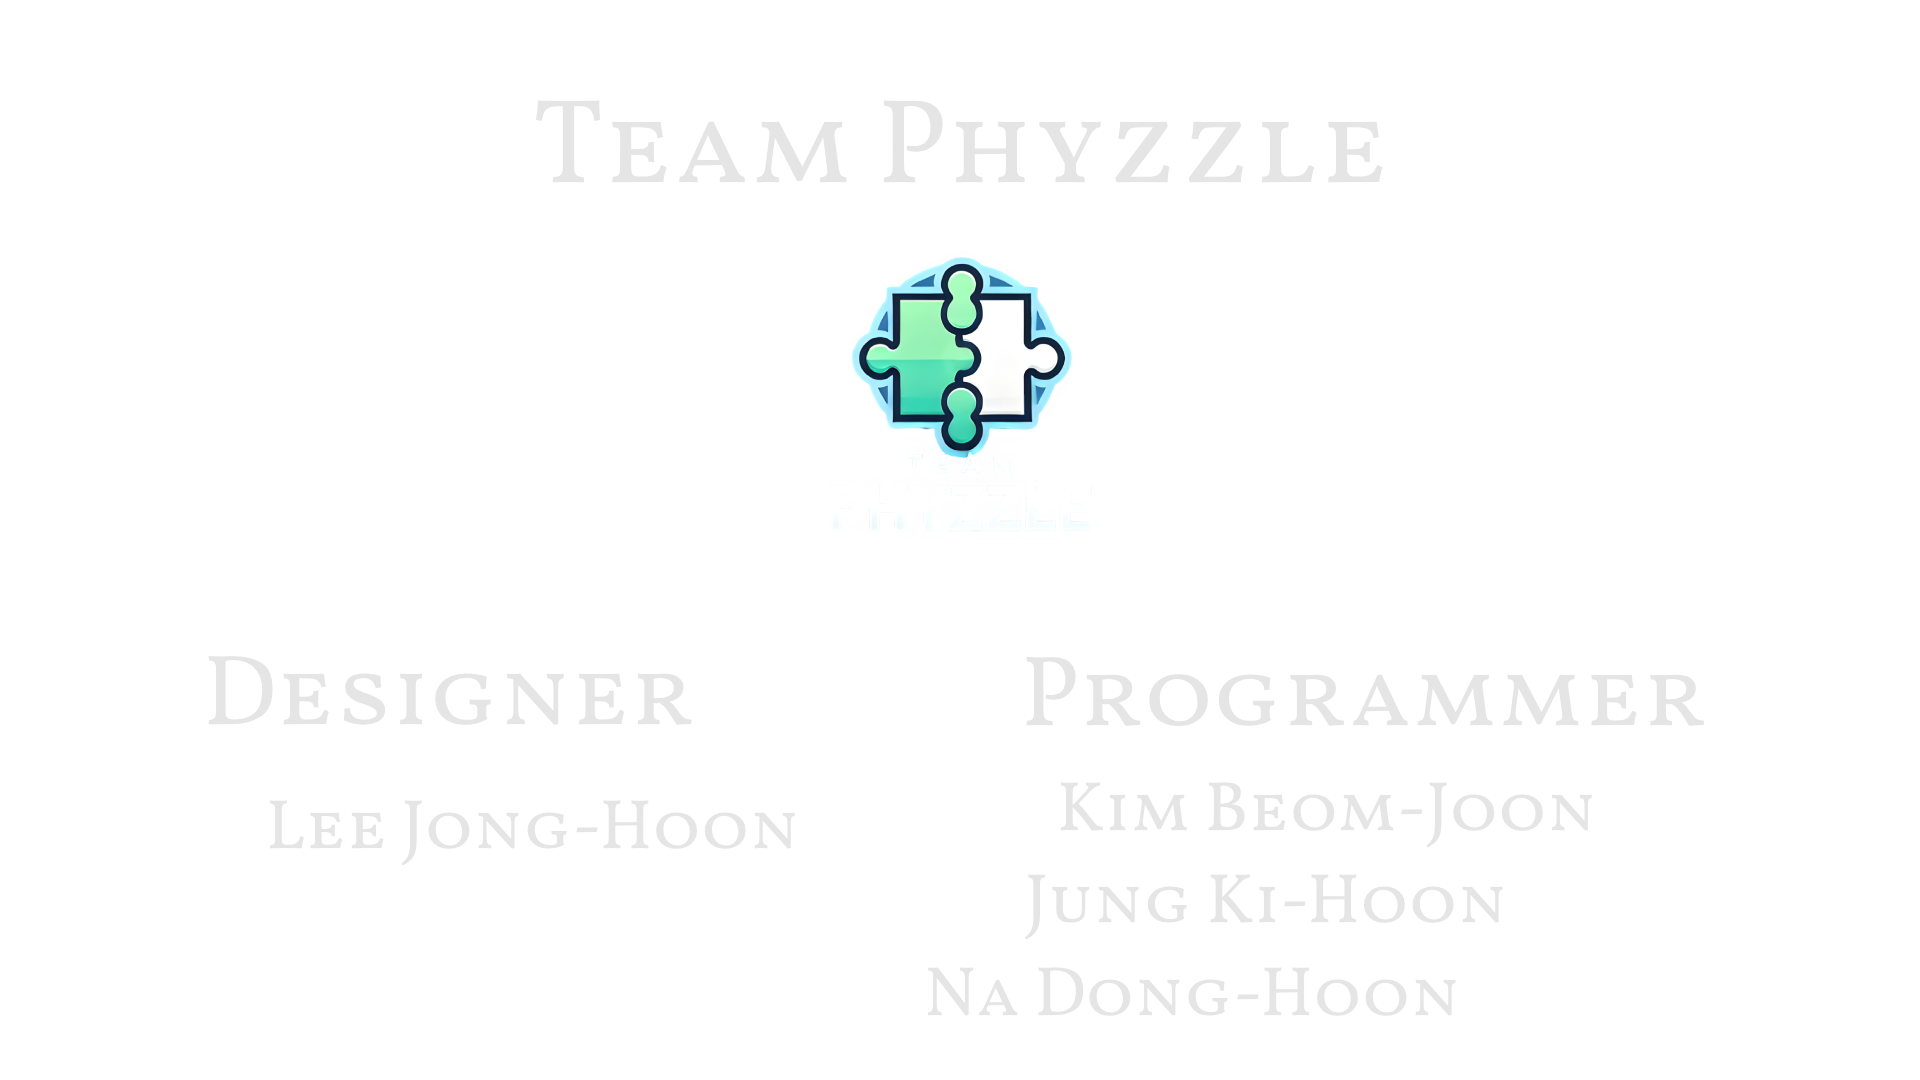 Team Phyzzle
Designer
Lee Jong-Hoon
Programmer
Kim Beom-Joon
Jung Ki-Hoon
Na Dong-Hoon